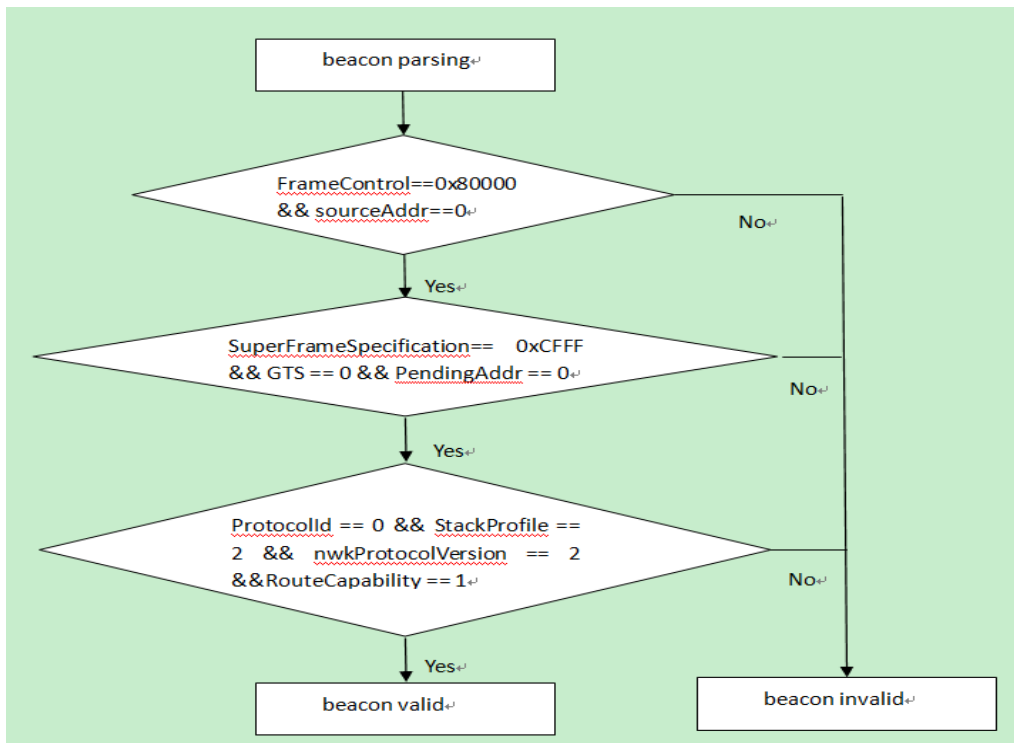 beacon parsing
FrameControl==0x80000
&& sourceAddr==0
No
Yes
SuperFrameSpecification== 0xCFFF
&& GTS == 0 && PendingAddr == 0
No
Yes
ProtocolId == 0 && StackProfile ==
2 && nwkProtocolVersion == 2
&&RouteCapability == 1
No
Yes
beacon valid
beacon invalid